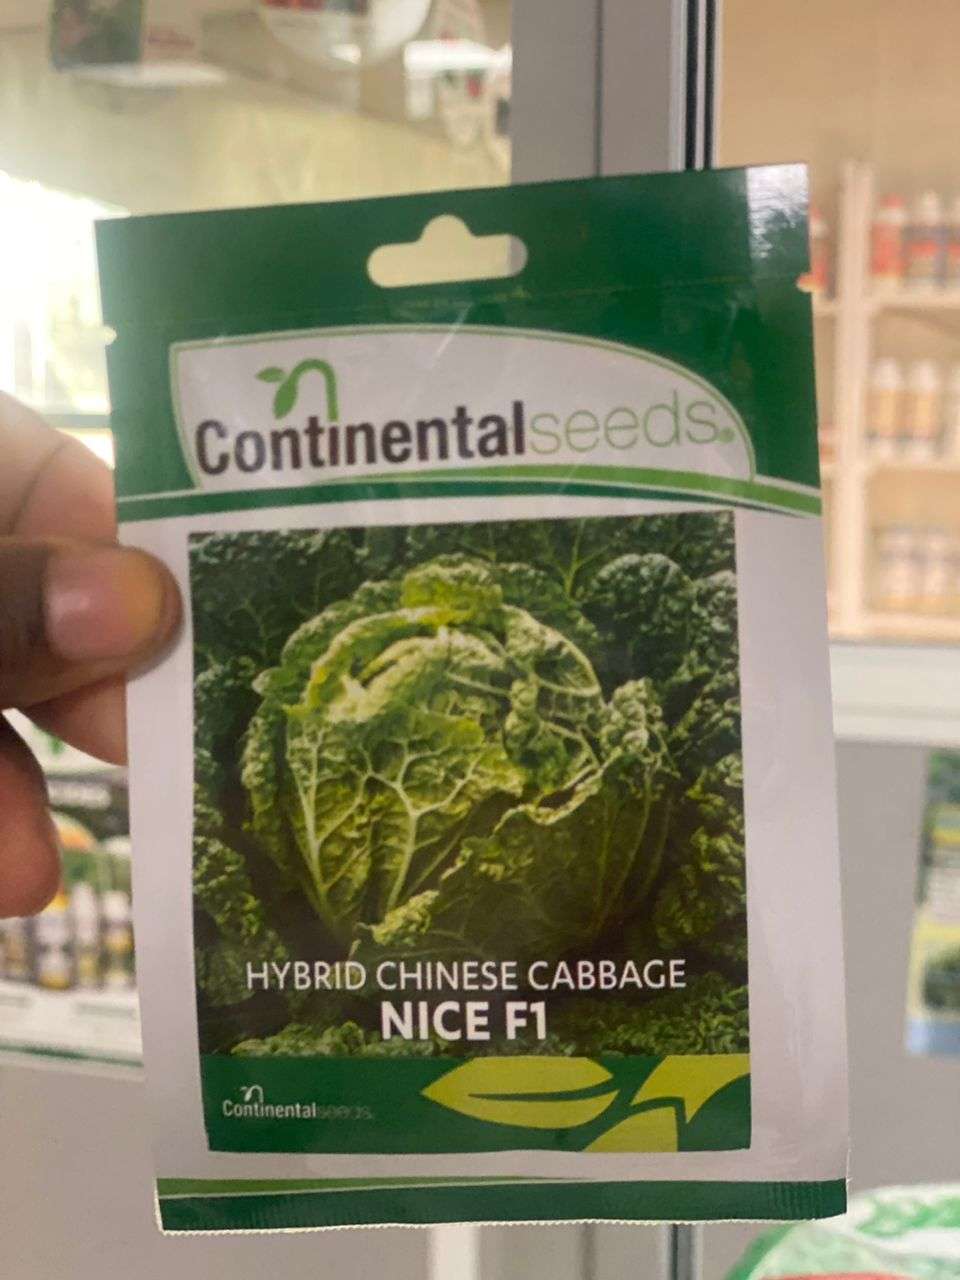 Continentalseeds
HYBRID CHINESE CABBAGE
NICE F1
Continentalseeds